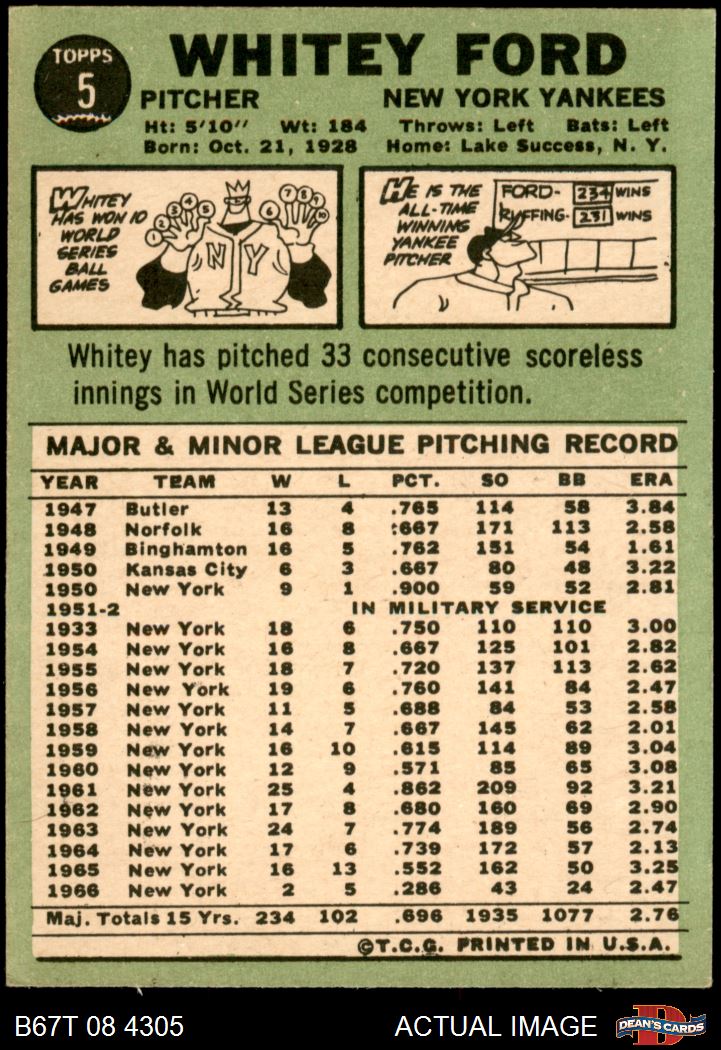 TOPPS
5
WHITEY FORD
PITCHER NEW YORK YANKEES
Ht: 5'10" Wt: 184 Throws: Left Bats: Left
Born: Oct. 21, 1928 Home: Lake Success, N. Y.
WHITEY
HAS WON 10
WORLD
SERIES
BALL
GAMES
1 2 3 4 5 6 7 8 9 10
N Y
HE IS THE
ALL-TIME
WINNING
YANKEE
PITCHER
FORD- 234 WINS
RUFFING- 231 WINS
Whitey has pitched 33 consecutive scoreless
innings in World Series competition.
MAJOR & MINOR LEAGUE PITCHING RECORD
YEAR TEAM W L PCT. SO BB ERA
1947 Butler 13 4 .765 114 58 3.84
1948 Norfolk 16 8 .667 171 113 2.58
1949 Binghamton 16 5 .762 151 54 1.61
1950 Kansas City 6 3 .667 80 48 3.22
1950 New York 9 1 .900 59 52 2.81
1951-2 IN MILITARY SERVICE
1933 New York 18 6 .750 110 110 3.00
1954 New York 16 8 .667 125 101 2.82
1955 New York 18 7 .720 137 113 2.62
1956 New York 19 6 .760 141 84 2.47
1957 New York 11 5 .688 84 53 2.58
1958 New York 14 7 .667 145 62 2.01
1959 New York 16 10 .615 114 89 3.04
1960 New York 12 9 .571 85 65 3.08
1961 New York 25 4 .862 209 92 3.21
1962 New York 17 8 .680 160 69 2.90
1963 New York 24 7 .774 189 56 2.74
1964 New York 17 6 .739 172 57 2.13
1965 New York 16 13 .552 162 50 3.25
1966 New York 2 5 .286 43 24 2.47
Maj. Totals 15 Yrs. 234 102 .696 1935 1077 2.76
©T.C.G. PRINTED IN U.S.A.
B67T 08 4305 ACTUAL IMAGE D DEAN'S CARDS